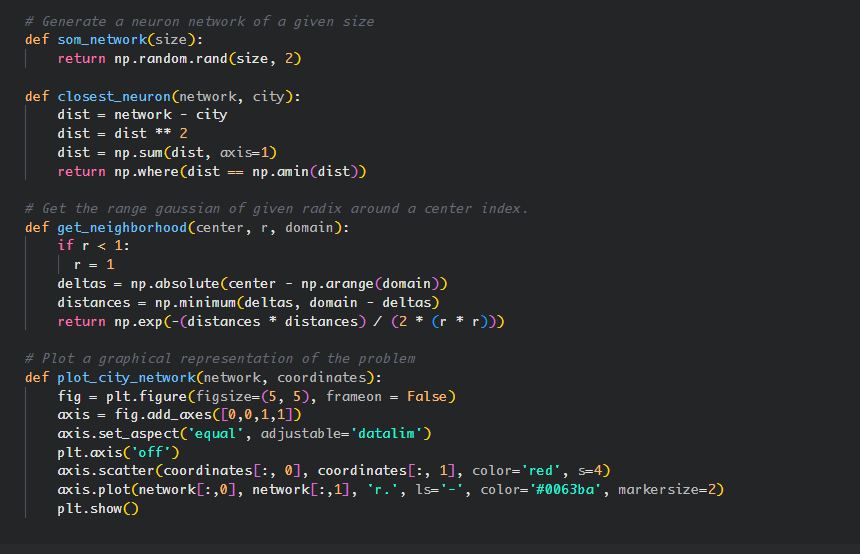 # Generate a neuron network of a given size
def som_network(size):
    return np.random.rand(size, 2)

def closest_neuron(network, city):
    dist = network - city
    dist = dist ** 2
    dist = np.sum(dist, axis=1)
    return np.where(dist == np.amin(dist))

# Get the range gaussian of given radix around a center index.
def get_neighborhood(center, r, domain):
    if r < 1:
      r = 1
    deltas = np.absolute(center - np.arange(domain))
    distances = np.minimum(deltas, domain - deltas)
    return np.exp(-(distances * distances) / (2 * (r * r)))

# Plot a graphical representation of the problem
def plot_city_network(network, coordinates):
    fig = plt.figure(figsize=(5, 5), frameon = False)
    axis = fig.add_axes([0,0,1,1])
    axis.set_aspect('equal', adjustable='datalim')
    plt.axis('off')
    axis.scatter(coordinates[:, 0], coordinates[:, 1], color='red', s=4)
    axis.plot(network[:,0], network[:,1], 'r.', ls='-', color='#0063ba', markersize=2)
    plt.show()